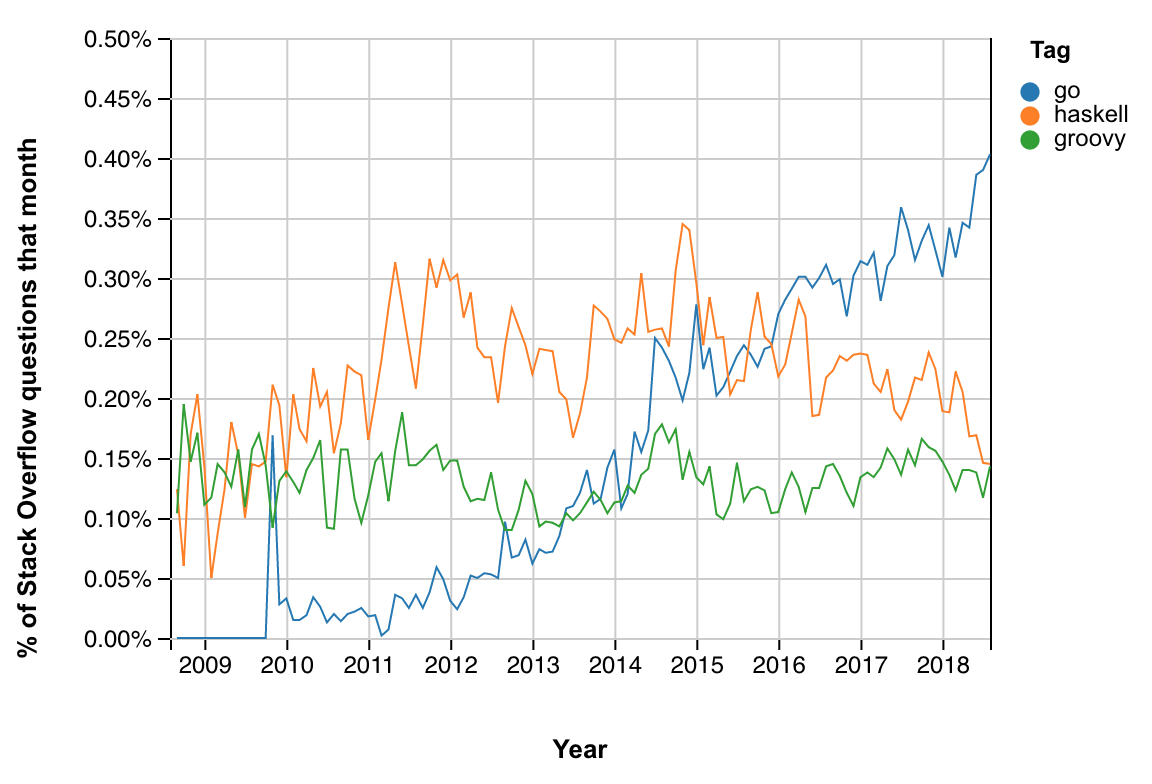 % of Stack Overflow questions that month
0.50%
0.45%
0.40%
0.35%
0.30%
0.25%
0.20%
0.15%
0.10%
0.05%
0.00%
2009 2010 2011 2012 2013 2014 2015 2016 2017 2018
Year
Tag
go
haskell
groovy